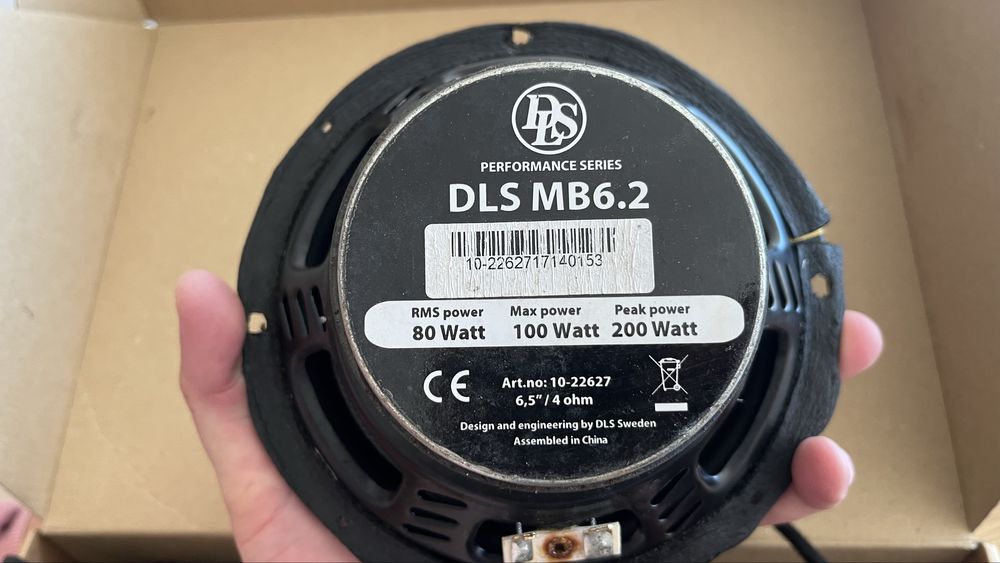 DLS
PERFORMANCE SERIES
DLS MB6.2
10-2262717140153
RMS power Max power Peak power
80 Watt 100 Watt 200 Watt
CE
Art.no: 10-22627
6,5” / 4 ohm
Design and engineering by DLS Sweden
Assembled in China